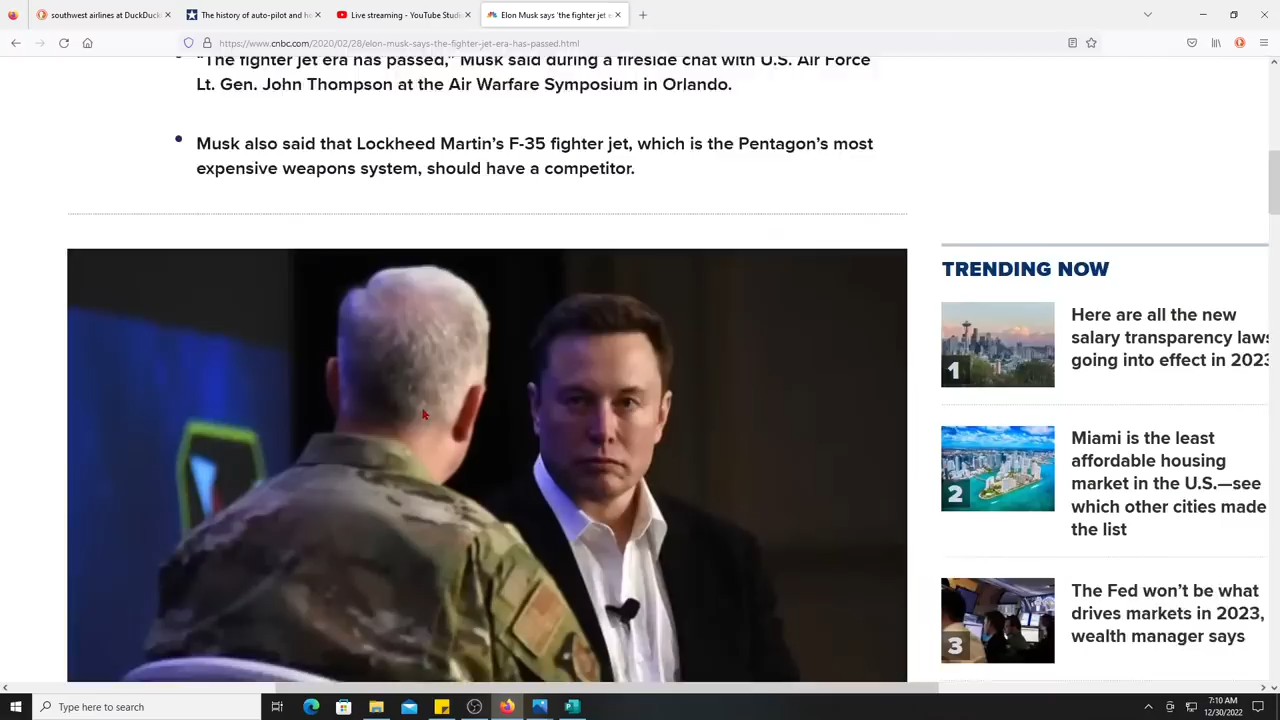 southwest airlines at DuckDuck
The history of auto-pilot and he
Live streaming - YouTube Studi
Elon Musk says 'the fighter jet e
https://www.cnbc.com/2020/02/28/elon-musk-says-the-fighter-jet-era-has-passed.html
"The fighter jet era has passed," Musk said during a fireside chat with U.S. Air Force
Lt. Gen. John Thompson at the Air Warfare Symposium in Orlando.
Musk also said that Lockheed Martin's F-35 fighter jet, which is the Pentagon's most
expensive weapons system, should have a competitor.
TRENDING NOW
1
Here are all the new
salary transparency laws
going into effect in 2023
2
Miami is the least
affordable housing
market in the U.S.—see
which other cities made
the list
3
The Fed won't be what
drives markets in 2023,
wealth manager says
Type here to search
7:10 AM
12/30/2022